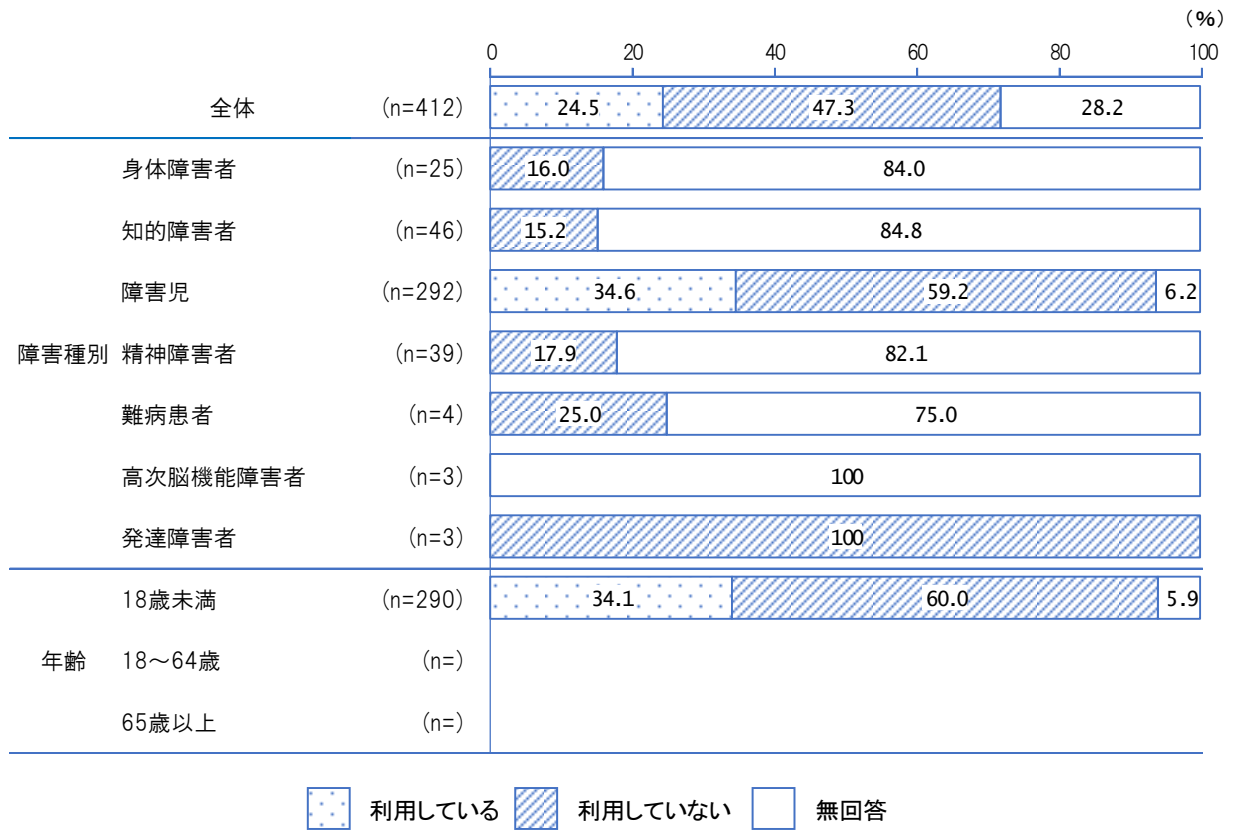 (%)
0 20 40 60 80 100
全体 (n=412) 24.5 47.3 28.2
身体障害者 (n=25) 16.0 84.0
知的障害者 (n=46) 15.2 84.8
障害児 (n=292) 34.6 59.2 6.2
障害種別 精神障害者 (n=39) 17.9 82.1
難病患者 (n=4) 25.0 75.0
高次脳機能障害者 (n=3) 100
発達障害者 (n=3) 100
18歳未満 (n=290) 34.1 60.0 5.9
年齢 18～64歳 (n=)
65歳以上 (n=)
利用している 利用していない 無回答